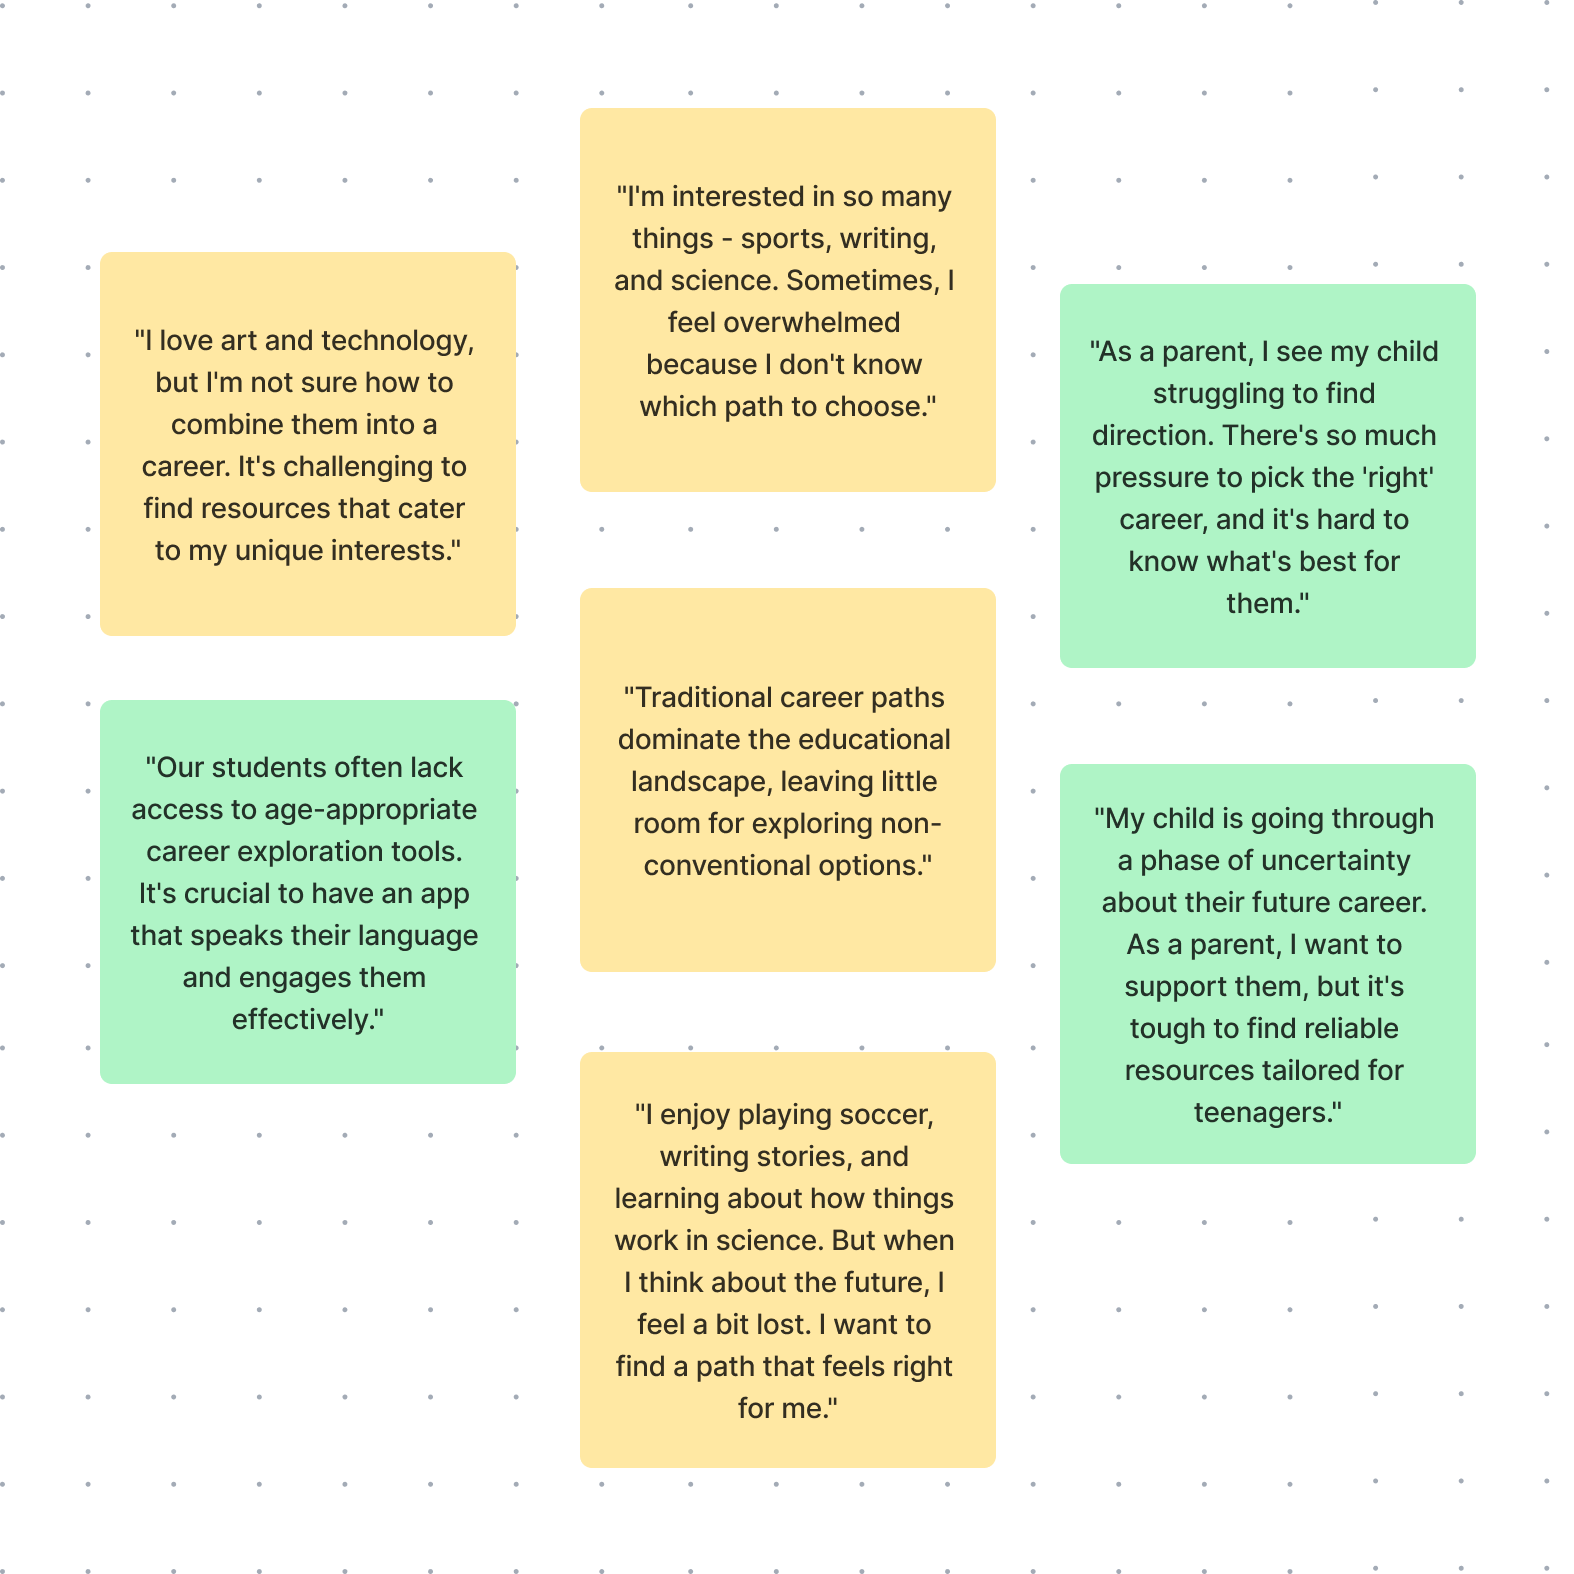 "I love art and technology,
but I'm not sure how to
combine them into a
career. It's challenging to
find resources that cater
to my unique interests."
"Our students often lack
access to age-appropriate
career exploration tools.
It's crucial to have an app
that speaks their language
and engages them
effectively."
"I'm interested in so many
things - sports, writing,
and science. Sometimes, I
feel overwhelmed
because I don't know
which path to choose."
"Traditional career paths
dominate the educational
landscape, leaving little
room for exploring non-
conventional options."
"I enjoy playing soccer,
writing stories, and
learning about how things
work in science. But when
I think about the future, I
feel a bit lost. I want to
find a path that feels right
for me."
"As a parent, I see my child
struggling to find
direction. There's so much
pressure to pick the 'right'
career, and it's hard to
know what's best for
them."
"My child is going through
a phase of uncertainty
about their future career.
As a parent, I want to
support them, but it's
tough to find reliable
resources tailored for
teenagers."